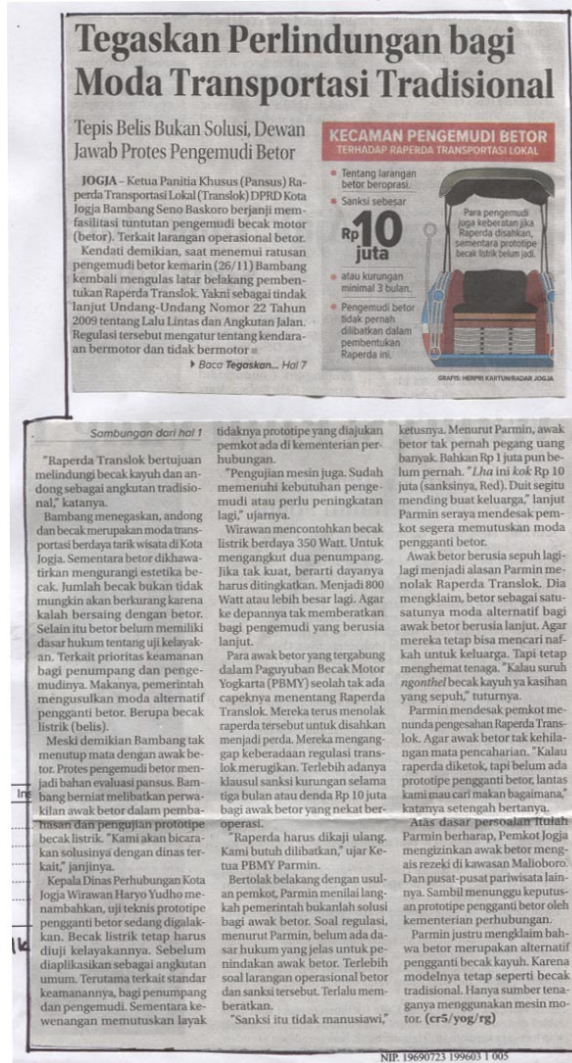 Tegaskan Perlindungan bagi
Moda Transportasi Tradisional
Tepis Belis Bukan Solusi, Dewan
Jawab Protes Pengemudi Betor
JOGJA – Ketua Panitia Khusus (Pansus) Ra-
perda Transportasi Lokal (Translok) DPRD Kota
Jogja Bambang Seno Baskoro berjanji mem-
fasilitasi tuntutan pengemudi becak motor
(betor). Terkait larangan operasional betor.
Kendati demikian, saat menemui ratusan
pengemudi betor kemarin (26/11) Bambang
kembali mengulas latar belakang pemben-
tukan Raperda Translok. Yakni sebagai tindak
lanjut Undang-Undang Nomor 22 Tahun
2009 tentang Lalu Lintas dan Angkutan Jalan.
Regulasi tersebut mengatur tentang kendara-
an bermotor dan tidak bermotor
Baca Tegaskan... Hal 7
KECAMAN PENGEMUDI BETOR
TERHADAP RAPERDA TRANSPORTASI LOKAL
Tentang larangan
betor beroprasi.
Sanksi sebesar
Rp10
juta
atau kurungan
minimal 3 bulan.
Pengemudi betor
tidak pernah
dilibatkan dalam
pembentukan
Raperda ini.
Para pengemudi
juga keberatan jika
Raperda disahkan,
sementara prototipe
becak listrik belum jadi.
GRAFIS: HERPRI KARTUN/RADAR JOGJA
Sambungan dari hal 1
"Raperda Translok bertujuan
melindungi becak kayuh dan an-
dong sebagai angkutan tradisio-
nal," katanya.
Bambang menegaskan, andong
dan becak merupakan moda trans-
portasi berdaya tarik wisata di Kota
Jogja. Sementara betor dikhawa-
tirkan mengurangi estetika be-
cak. Jumlah becak bukan tidak
mungkin akan berkurang karena
kalah bersaing dengan betor.
Selain itu betor belum memiliki
dasar hukum tentang uji kelayak-
an. Terkait prioritas keamanan
bagi penumpang dan penge-
mudinya. Makanya, pemerintah
mengusulkan moda alternatif
pengganti betor. Berupa becak
listrik (belis).
Meski demikian Bambang tak
menutup mata dengan awak be-
tor. Protes pengemudi betor men-
jadi bahan evaluasi pansus. Bam-
bang berniat melibatkan perwa-
kilan awak betor dalam pemba-
hasan dan pengujian prototipe
becak listrik. "Kami akan bicara-
kan solusinya dengan dinas ter-
kait," janjinya.
Kepala Dinas Perhubungan Kota
Jogja Wirawan Haryo Yudho me-
nambahkan, uji teknis prototipe
pengganti betor sedang digalak-
kan. Becak listrik tetap harus
diuji kelayakannya. Sebelum
diaplikasikan sebagai angkutan
umum. Terutama terkait standar
keamanannya, bagi penumpang
dan pengemudi. Sementara ke-
wenangan memutuskan layak
tidaknya prototipe yang diajukan
pemkot ada di kementerian per-
hubungan.
"Pengujian mesin juga. Sudah
memenuhi kebutuhan penge-
mudi atau perlu peningkatan
lagi," ujarnya.
Wirawan mencontohkan becak
listrik berdaya 350 Watt. Untuk
mengangkut dua penumpang.
Jika tak kuat, berarti dayanya
harus ditingkatkan. Menjadi 800
Watt atau lebih besar lagi. Agar
ke depannya tak memberatkan
bagi pengemudi yang berusia
lanjut.
Para awak betor yang tergabung
dalam Paguyuban Becak Motor
Yogkarta (PBMY) seolah tak ada
capeknya menentang Raperda
Translok. Mereka terus menolak
raperda tersebut untuk disahkan
menjadi perda. Mereka mengang-
gap keberadaan regulasi trans-
lok merugikan. Terlebih adanya
klausul sanksi kurungan selama
tiga bulan atau denda Rp 10 juta
bagi awak betor yang nekat ber-
operasi.
"Raperda harus dikaji ulang.
Kami butuh dilibatkan," ujar Ke-
tua PBMY Parmin.
Bertolak belakang dengan usul-
an pemkot, Parmin menilai lang-
kah pemerintah bukanlah solusi
bagi awak betor. Soal regulasi,
menurut Parmin, belum ada da-
sar hukum yang jelas untuk pe-
nindakan awak betor. Terlebih
soal larangan operasional betor
dan sanksi tersebut. Terlalu mem-
beratkan.
"Sanksi itu tidak manusiawi,"
ketusnya. Menurut Parmin, awak
betor tak pernah pegang uang
banyak. Bahkan Rp 1 juta pun be-
lum pernah. "Lha ini kok Rp 10
juta (sanksinya, Red). Duit segitu
mending buat keluarga," lanjut
Parmin seraya mendesak pem-
kot segera memutuskan moda
pengganti betor.
Awak betor berusia sepuh lagi-
lagi menjadi alasan Parmin me-
nolak Raperda Translok. Dia
mengklaim, betor sebagai satu-
satunya moda alternatif bagi
awak betor berusia lanjut. Agar
mereka tetap bisa mencari naf-
kah untuk keluarga. Tapi tetap
menghemat tenaga. "Kalau suruh
ngonthel becak kayuh ya kasihan
yang sepuh," tuturnya.
Parmin mendesak pemkot me-
nunda pengesahan Raperda Trans-
lok. Agar awak betor tak kehila-
ngan mata pencaharian. "Kalau
raperda diketok, tapi belum ada
prototipe pengganti betor, lantas
kami mau cari makan bagaimana,"
katanya setengah bertanya.
Atas dasar persoalan itulah
Parmin berharap, Pemkot Jogja
mengizinkan awak betor meng-
ais rezeki di kawasan Malioboro.
Dan pusat-pusat pariwisata lain-
nya. Sambil menunggu keputus-
an prototipe pengganti betor oleh
kementerian perhubungan.
Parmin justru mengklaim bah-
wa betor merupakan alternatif
pengganti becak kayuh. Karena
modelnya tetap seperti becak
tradisional. Hanya sumber tena-
ganya menggunakan mesin mo-
tor. (cr5/yog/rg)
NIP. 19690723 199603 1 005